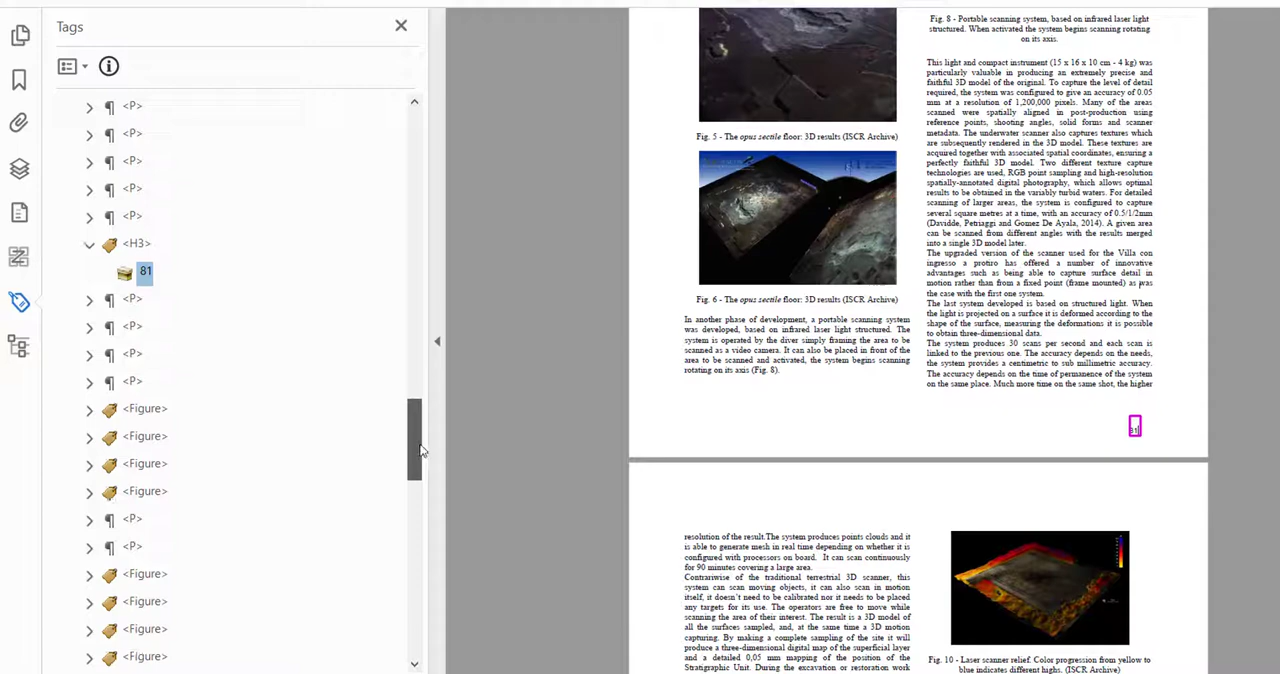 Tags
<P>
<P>
<P>
<P>
<P>
<H3>
81
<P>
<P>
<P>
<P>
<Figure>
<Figure>
<Figure>
<Figure>
<P>
<P>
<Figure>
<Figure>
<Figure>
<Figure>
Fig. 5 - The opus sectile floor: 3D results (ISCR Archive)
Fig. 6 - The opus sectile floor: 3D results (ISCR Archive)
In another phase of development, a portable scanning system
was developed, based on infrared laser light structured. The
system is operated by the diver simply framing the area to be
scanned as a video camera. It can also be placed in front of the
area to be scanned and activated, the system begins scanning
rotating on its axis (Fig. 8).
Fig. 8 - Portable scanning system, based on infrared laser light
structured. When activated the system begins scanning rotating
on its axis.
This light and compact instrument (15 x 16 x 10 cm - 4 kg) was
particularly valuable in producing an extremely precise and
faithful 3D model of the original. To capture the level of detail
required, the system was configured to give an accuracy of 0.05
mm at a resolution of 1,200,000 pixels. Many of the areas
scanned were spatially aligned in post-production using
reference points, shooting angles, solid forms and scanner
metadata. The underwater scanner also captures textures which
are subsequently rendered in the 3D model. These textures are
acquired together with associated spatial coordinates, ensuring a
perfectly faithful 3D model. Two different texture capture
technologies are used, RGB point sampling and high-resolution
spatially-annotated digital photography, which allows optimal
results to be obtained in the variably turbid waters. For detailed
scanning of larger areas, the system is configured to capture
several square metres at a time, with an accuracy of 0.5/1/2mm
(Davidde, Petriaggi and Gomez De Ayala, 2014). A given area
can be scanned from different angles with the results merged
into a single 3D model later.
The upgraded version of the scanner used for the Villa con
ingresso a protiro has offered a number of innovative
advantages such as being able to capture surface detail in
motion rather than from a fixed point (frame mounted) as was
the case with the first one system.
The last system developed is based on structured light. When
the light is projected on a surface it is deformed according to the
shape of the surface, measuring the deformations it is possible
to obtain three-dimensional data.
The system produces 30 scans per second and each scan is
linked to the previous one. The accuracy depends on the needs,
the system provides a centimetric to sub millimetric accuracy.
The accuracy depends on the time of permanence of the system
on the same place. Much more time on the same shot, the higher
81
resolution of the result.The system produces points clouds and it
is able to generate mesh in real time depending on whether it is
configured with processors on board. It can scan continuously
for 90 minutes covering a large area.
Contrariwise of the traditional terrestrial 3D scanner, this
system can scan moving objects, it can also scan in motion
itself, it doesn't need to be calibrated nor it needs to be placed
any targets for its use. The operators are free to move while
scanning the area of their interest. The result is a 3D model of
all the surfaces sampled, and, at the same time a 3D motion
capturing. By making a complete sampling of the site it will
produce a three-dimensional digital map of the superficial layer
and a detailed 0,05 mm mapping of the position of the
Stratigraphic Unit. During the excavation or restoration work
Fig. 10 - Laser scanner relief. Color progression from yellow to
blue indicates different highs. (ISCR Archive)